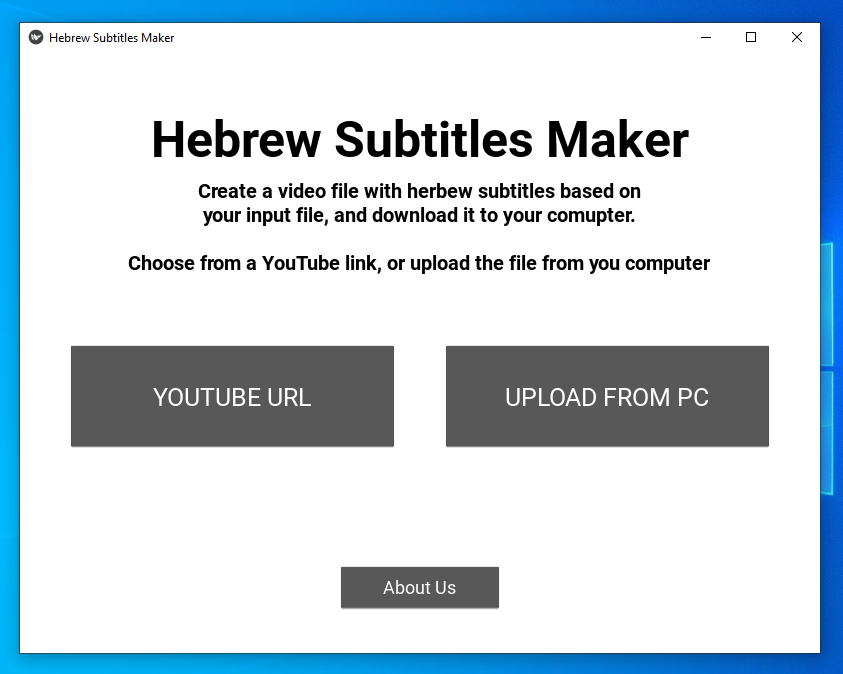 Hebrew Subtitles Maker
Hebrew Subtitles Maker
Create a video file with herbew subtitles based on
your input file, and download it to your comupter.
Choose from a YouTube link, or upload the file from you computer
YOUTUBE URL
UPLOAD FROM PC
About Us